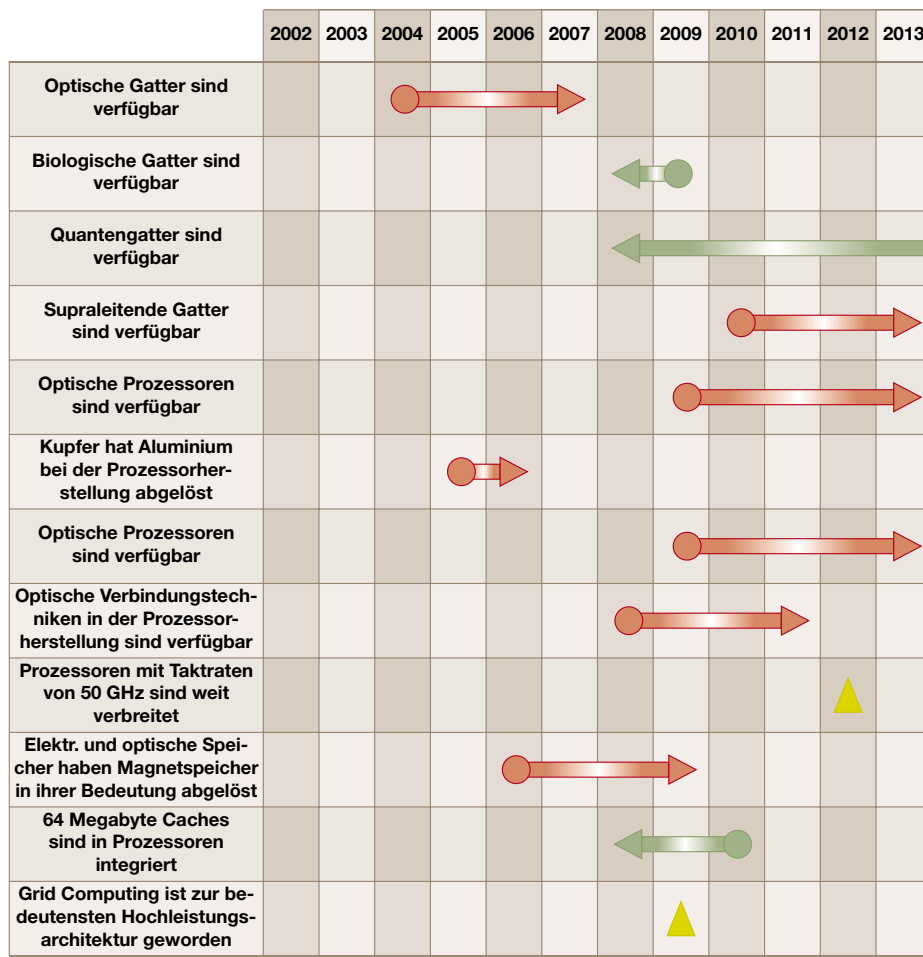 2002 2003 2004 2005 2006 2007 2008 2009 2010 2011 2012 2013
Optische Gatter sind
verfügbar
Biologische Gatter sind
verfügbar
Quantengatter sind
verfügbar
Supraleitende Gatter
sind verfügbar
Optische Prozessoren
sind verfügbar
Kupfer hat Aluminium
bei der Prozessorher-
stellung abgelöst
Optische Prozessoren
sind verfügbar
Optische Verbindungstech-
niken in der Prozessor-
herstellung sind verfügbar
Prozessoren mit Taktraten
von 50 GHz sind weit
verbreitet
Elektr. und optische Spei-
cher haben Magnetspeicher
in ihrer Bedeutung abgelöst
64 Megabyte Caches
sind in Prozessoren
integriert
Grid Computing ist zur be-
deutensten Hochleistungs-
architektur geworden